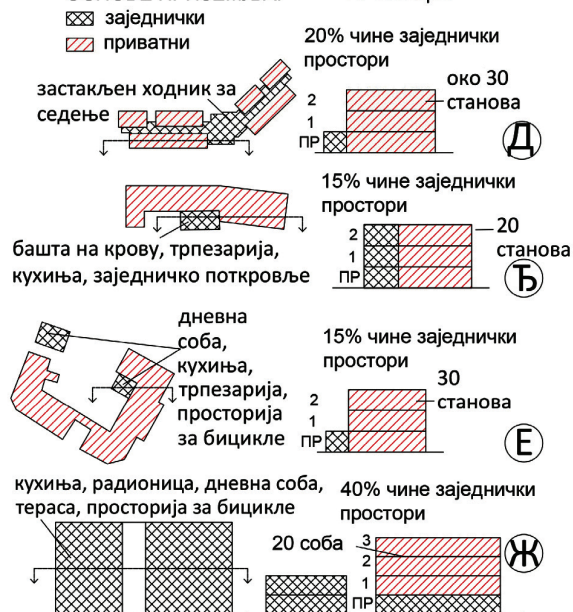 заједнички
приватни
20% чине заједнички
простори
застакљен ходник за
седење
2
1
ПР
око 30
станова
Д
15% чине заједнички
простори
башта на крову, трпезарија,
кухиња, заједничко поткровље
2
1
ПР
20
станова
Ђ
дневна
соба,
кухиња,
трпезарија,
просторија
за бицикле
15% чине заједнички
простори
2
1
ПР
30
станова
Е
кухиња, радионица, дневна соба,
тераса, просторија за бицикле
40% чине заједнички
простори
20 соба
3
2
1
ПР
Ж